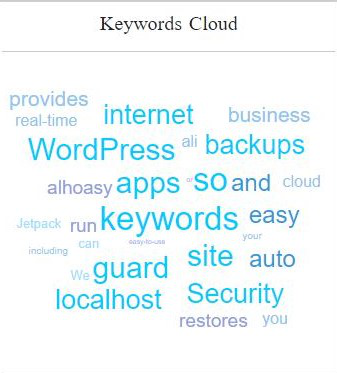 Keywords Cloud
provides
real-time internet business
WordPress ali backups
alhoasy apps or so and cloud
Jetpack run keywords easy
including can easy-to-use your
We guard site auto
localhost Security
restores you